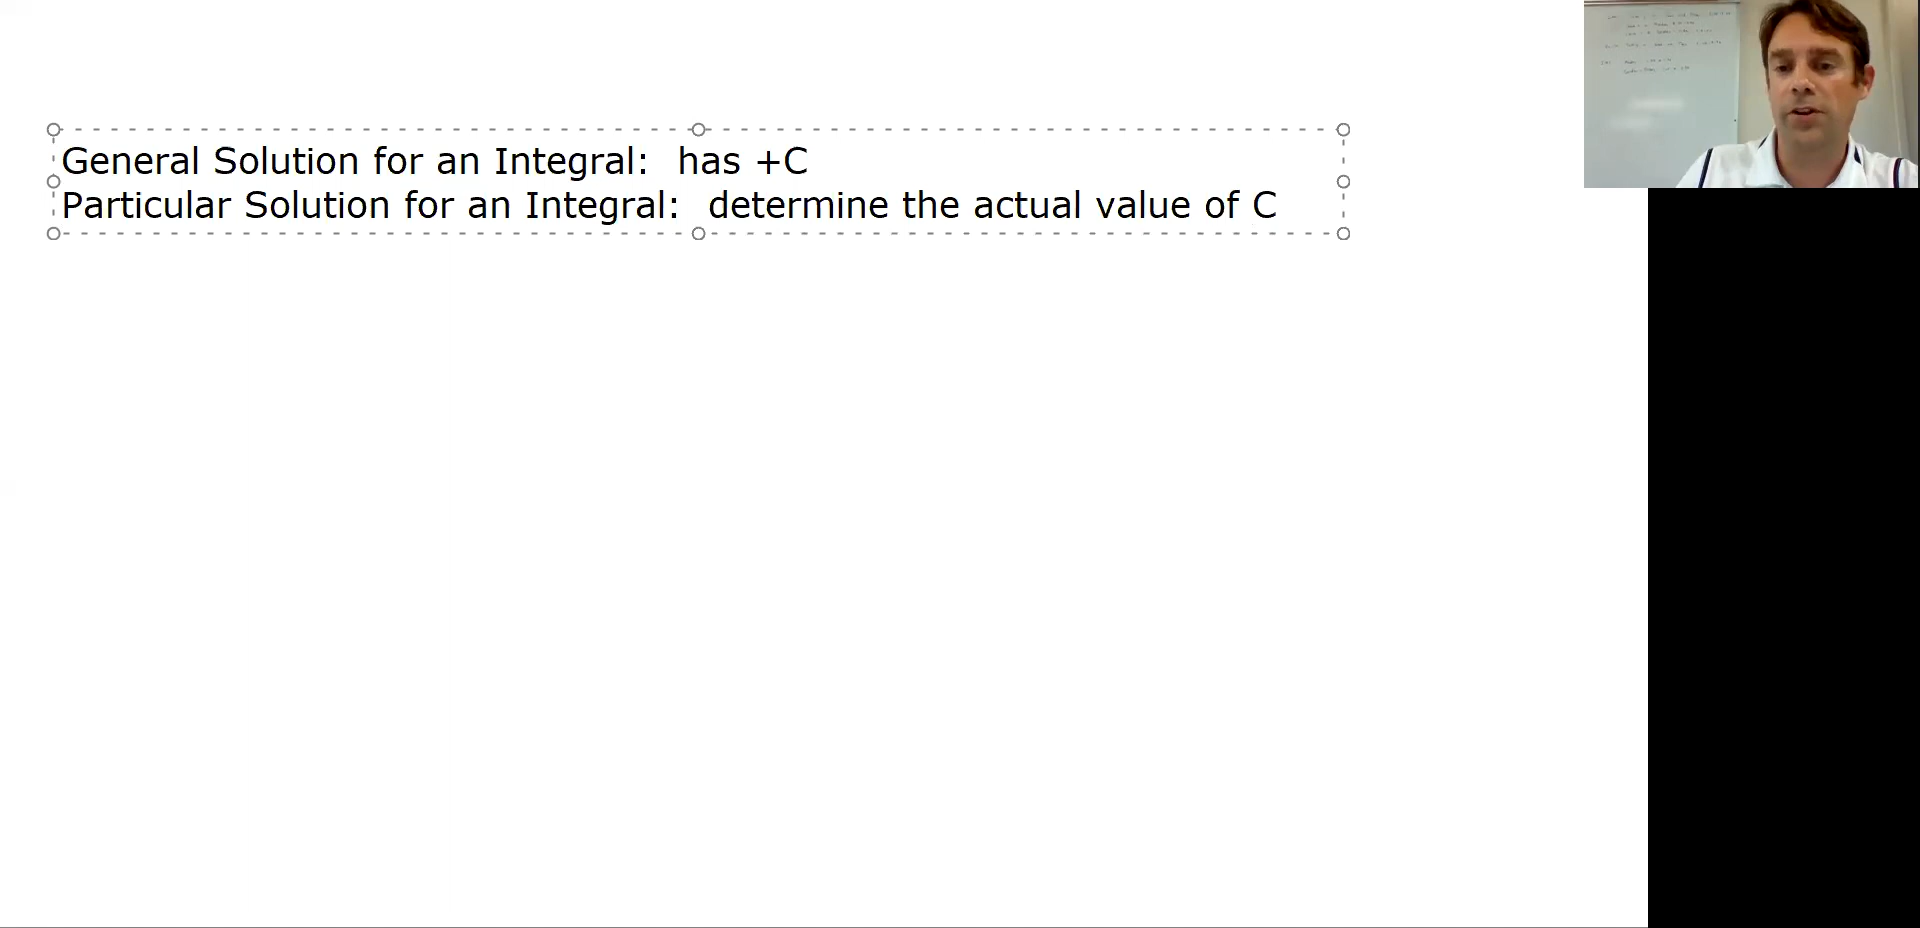 General Solution for an Integral:  has +C
Particular Solution for an Integral:  determine the actual value of C